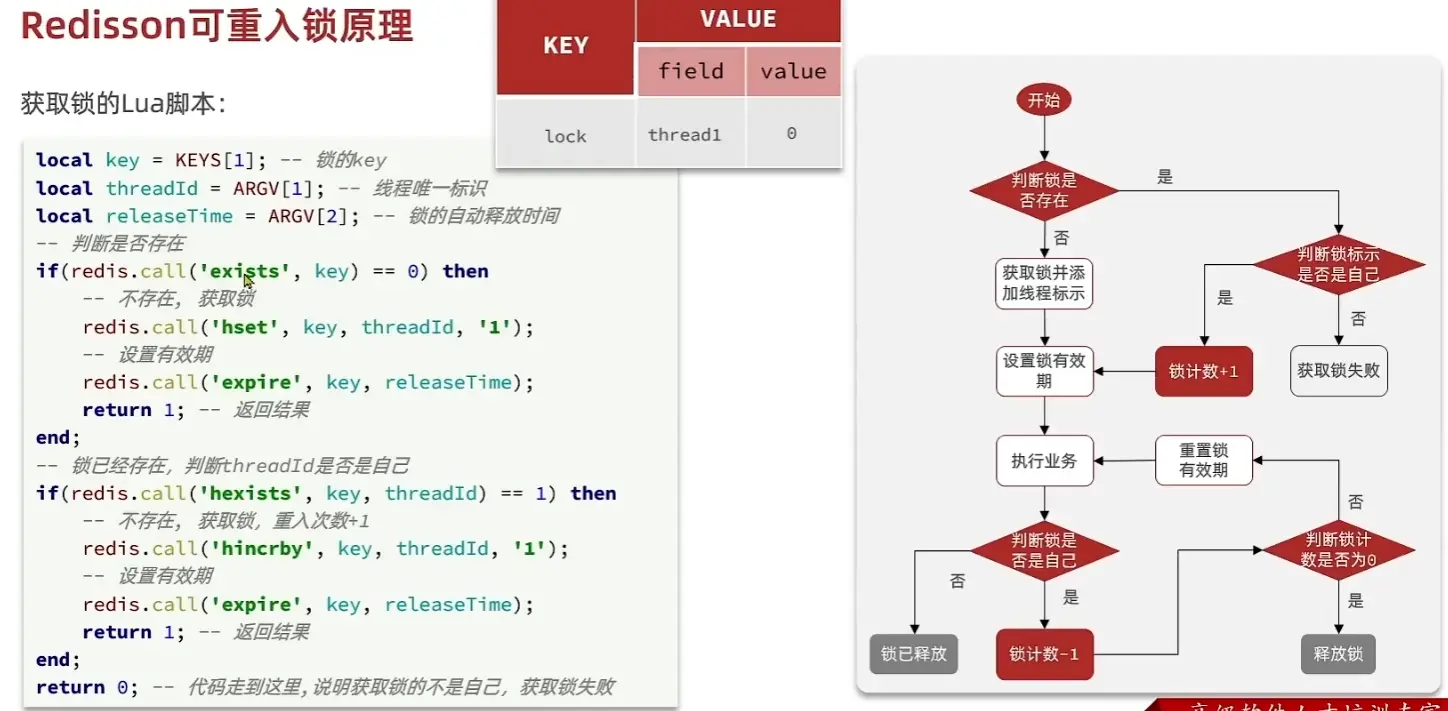 Redisson可重入锁原理
KEY
VALUE
field value
lock thread1 0
获取锁的Lua脚本：
local key = KEYS[1]; -- 锁的key
local threadId = ARGV[1]; -- 线程唯一标识
local releaseTime = ARGV[2]; -- 锁的自动释放时间
-- 判断是否存在
if(redis.call('exists', key) == 0) then
-- 不存在, 获取锁
redis.call('hset', key, threadId, '1');
-- 设置有效期
redis.call('expire', key, releaseTime);
return 1; -- 返回结果
end;
-- 锁已经存在，判断threadId是否是自己
if(redis.call('hexists', key, threadId) == 1) then
-- 不存在, 获取锁，重入次数+1
redis.call('hincrby', key, threadId, '1');
-- 设置有效期
redis.call('expire', key, releaseTime);
return 1; -- 返回结果
end;
return 0; -- 代码走到这里,说明获取锁的不是自己，获取锁失败
开始
判断锁是
否存在
是
否
判断锁标示
是否是自己
获取锁并添
加线程标示
是
否
设置锁有效
期
锁计数+1
获取锁失败
执行业务
重置锁
有效期
否
判断锁是
否是自己
判断锁计
数是否为0
否
是
是
锁已释放
锁计数-1
释放锁